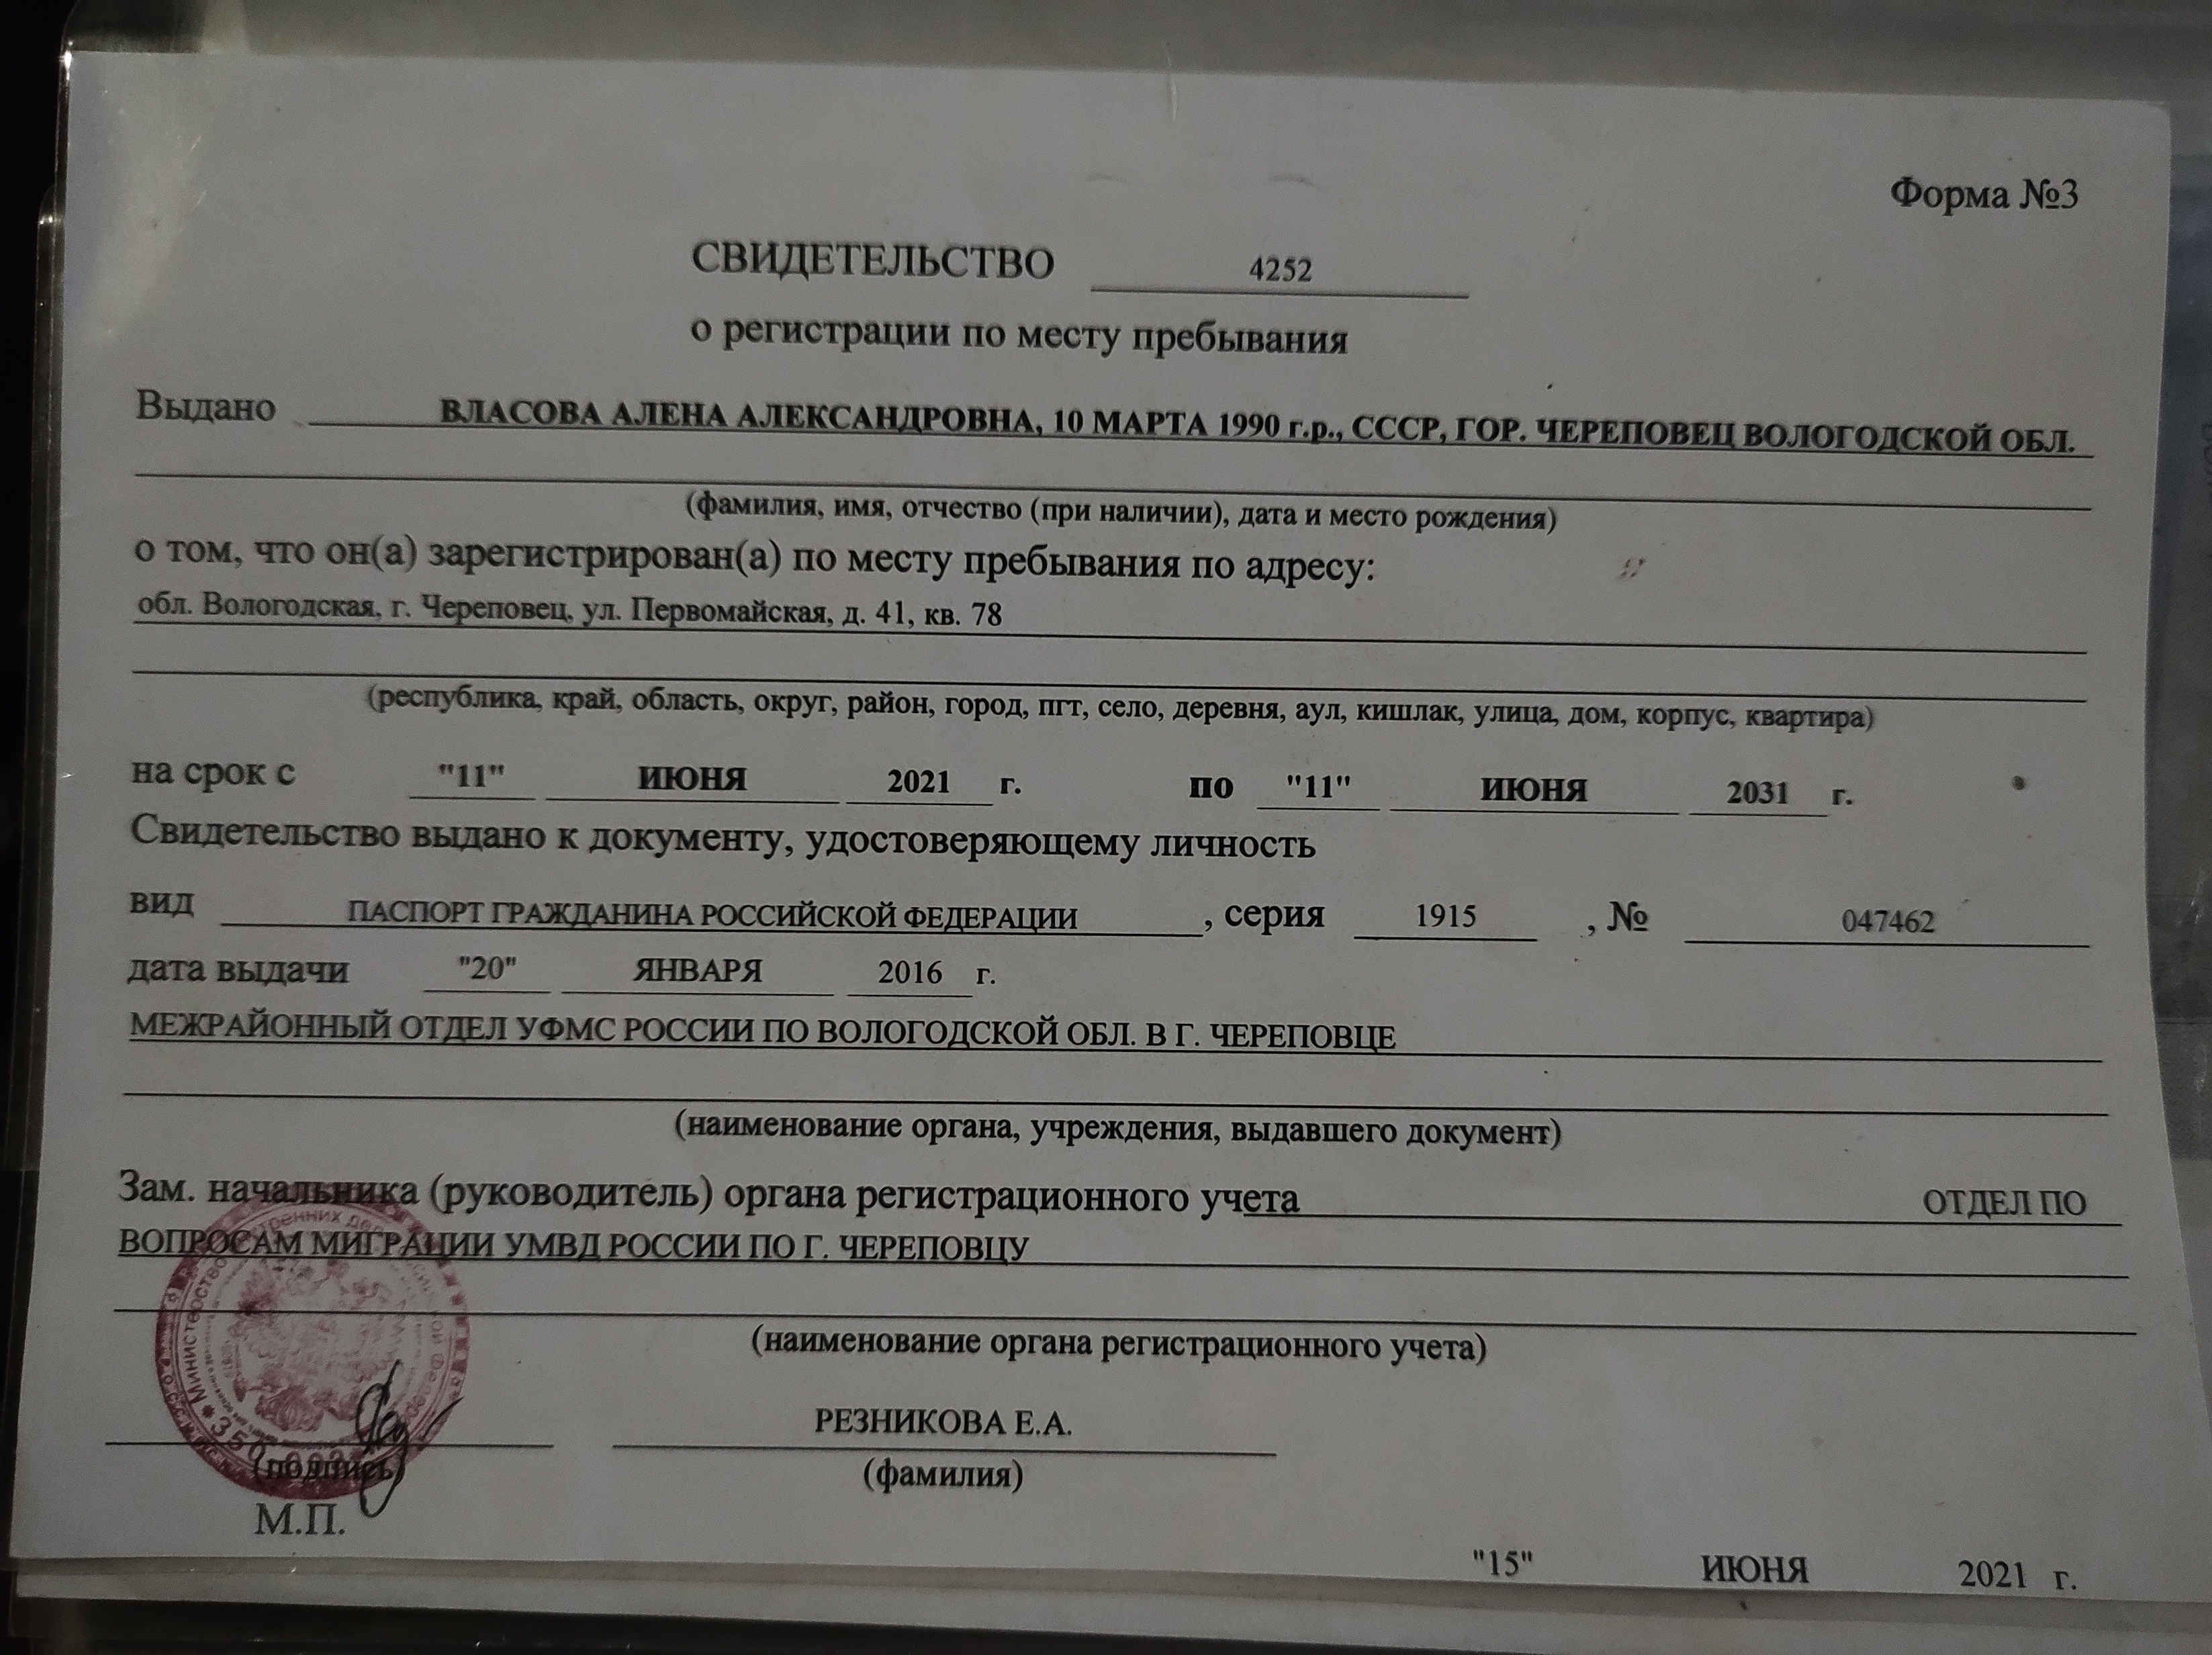 Форма №3
СВИДЕТЕЛЬСТВО 4252
о регистрации по месту пребывания
Выдано ВЛАСОВА АЛЕНА АЛЕКСАНДРОВНА, 10 МАРТА 1990 г.р., СССР, ГОР. ЧЕРЕПОВЕЦ ВОЛОГОДСКОЙ ОБЛ.
(фамилия, имя, отчество (при наличии), дата и место рождения)
о том, что он(а) зарегистрирован(а) по месту пребывания по адресу:
обл. Вологодская, г. Череповец, ул. Первомайская, д. 41, кв. 78
(республика, край, область, округ, район, город, пгт, село, деревня, аул, кишлак, улица, дом, корпус, квартира)
на срок с "11" ИЮНЯ 2021 г. по "11" ИЮНЯ 2031 г.
Свидетельство выдано к документу, удостоверяющему личность
вид ПАСПОРТ ГРАЖДАНИНА РОССИЙСКОЙ ФЕДЕРАЦИИ, серия 1915, № 047462
дата выдачи "20" ЯНВАРЯ 2016 г.
МЕЖРАЙОННЫЙ ОТДЕЛ УФМС РОССИИ ПО ВОЛОГОДСКОЙ ОБЛ. В Г. ЧЕРЕПОВЦЕ
(наименование органа, учреждения, выдавшего документ)
Зам. начальника (руководитель) органа регистрационного учета ОТДЕЛ ПО
ВОПРОСАМ МИГРАЦИИ УМВД РОССИИ ПО Г. ЧЕРЕПОВЦУ
(наименование органа регистрационного учета)
РЕЗНИКОВА Е.А.
(подпись) (фамилия)
М.П.
"15" ИЮНЯ 2021 г.
Министерство